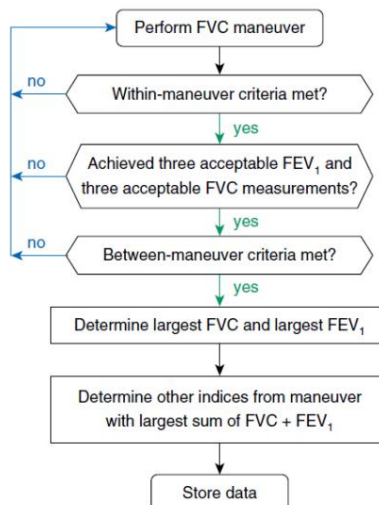 Perform FVC maneuver
no
Within-maneuver criteria met?
yes
no
Achieved three acceptable FEV₁ and
three acceptable FVC measurements?
yes
no
Between-maneuver criteria met?
yes
Determine largest FVC and largest FEV₁
Determine other indices from maneuver
with largest sum of FVC + FEV₁
Store data